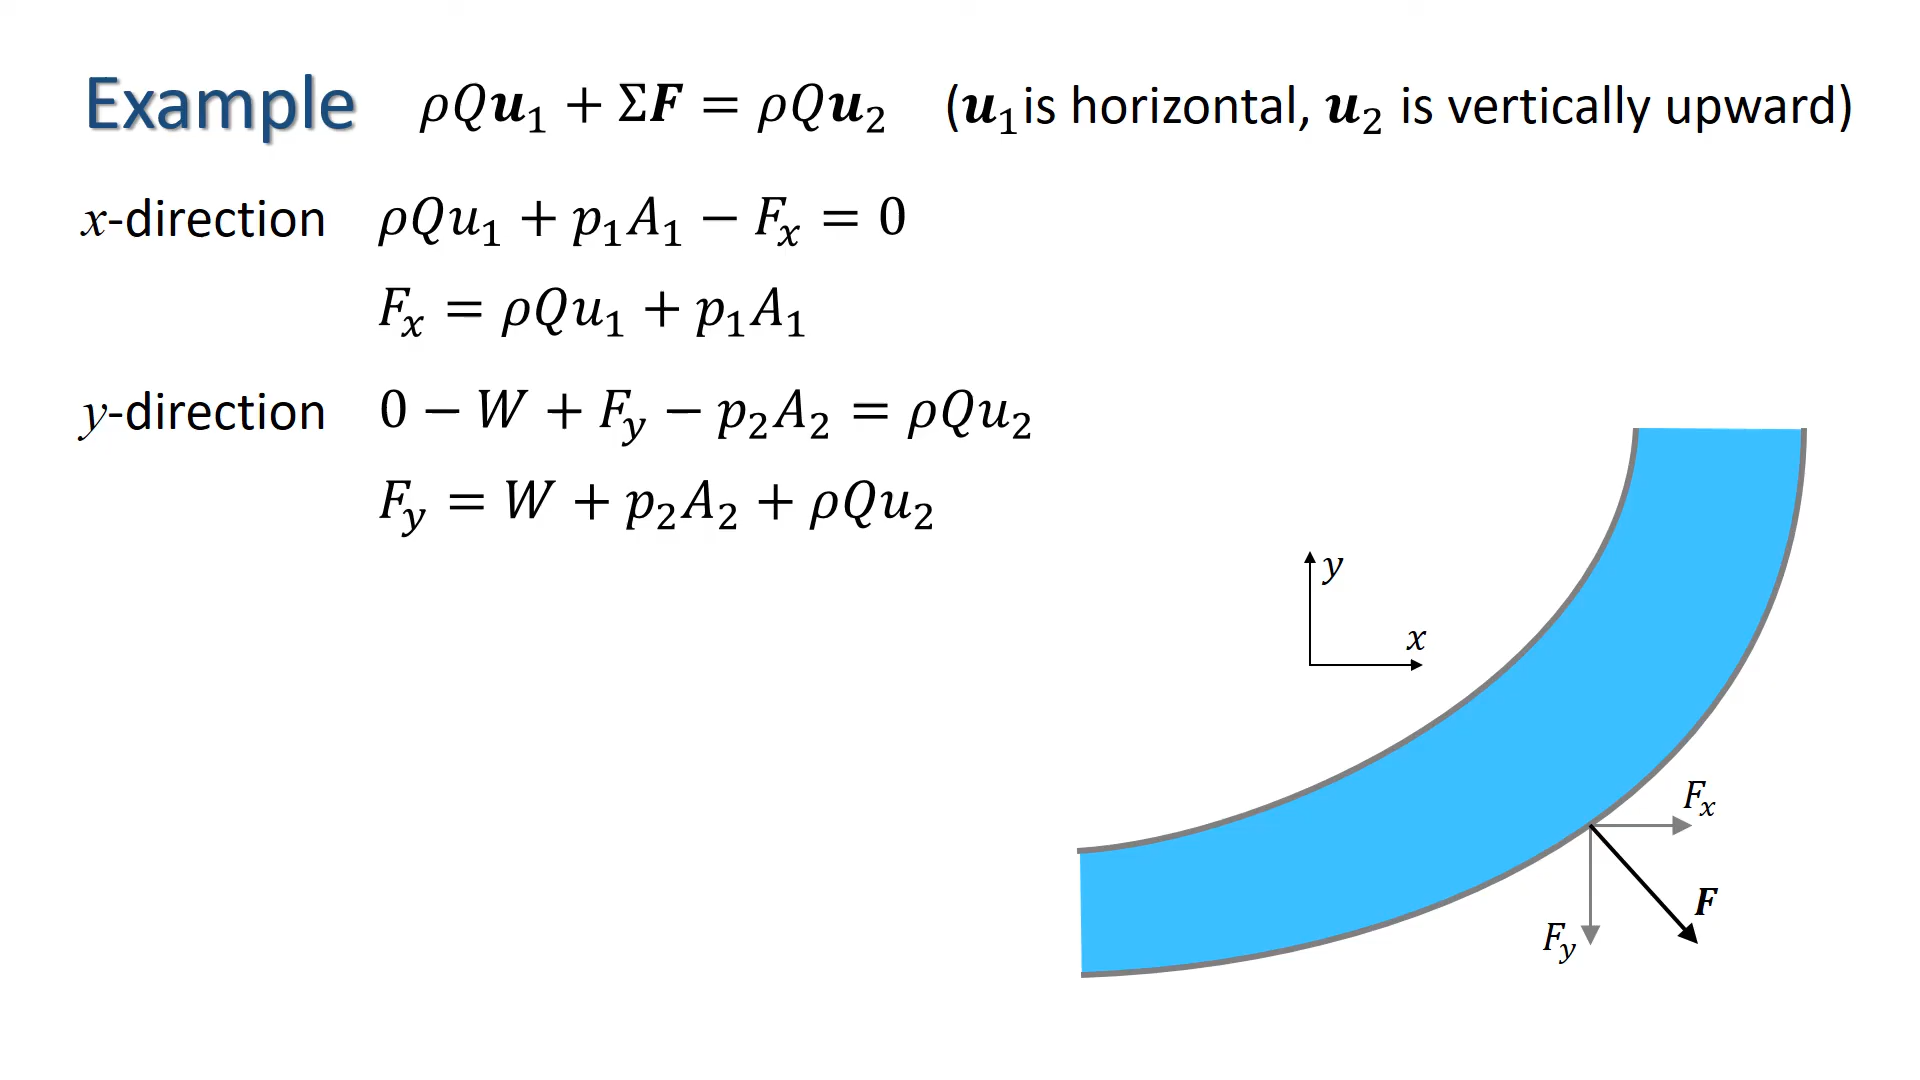 Example ρQ𝒖₁ + Σ𝑭 = ρQ𝒖₂ (𝒖₁ is horizontal, 𝒖₂ is vertically upward)
x-direction ρQu₁ + p₁A₁ − Fₓ = 0
Fₓ = ρQu₁ + p₁A₁
y-direction 0 − W + F_y − p₂A₂ = ρQu₂
F_y = W + p₂A₂ + ρQu₂
y
x
Fₓ
𝑭
F_y